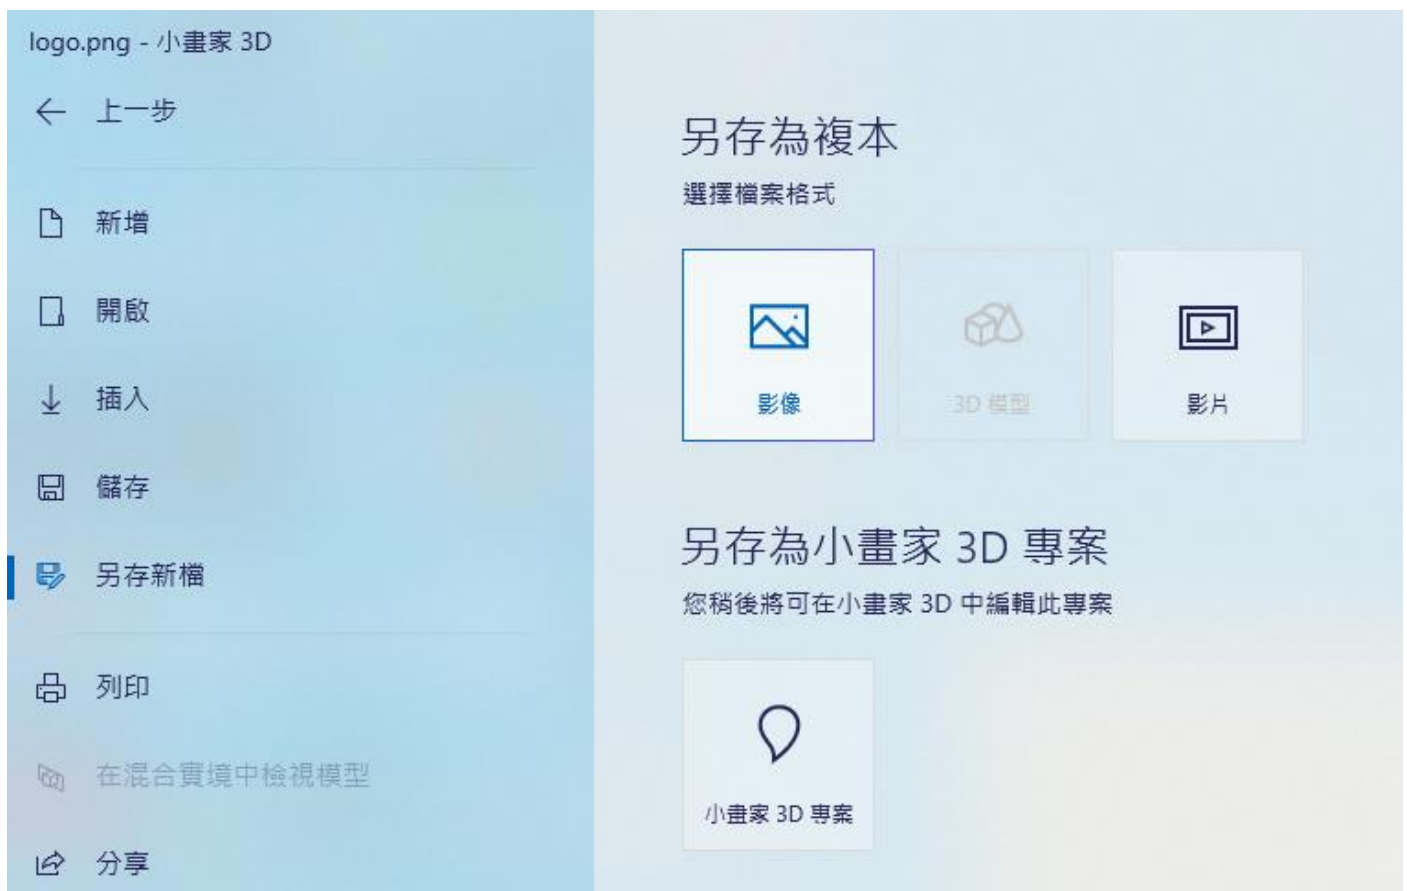 logo.png - 小畫家 3D
上一步
新增
開啟
插入
儲存
另存新檔
列印
在混合實境中檢視模型
分享
另存為複本
選擇檔案格式
影像
3D 模型
影片
另存為小畫家 3D 專案
您稍後將可在小畫家 3D 中編輯此專案
小畫家 3D 專案